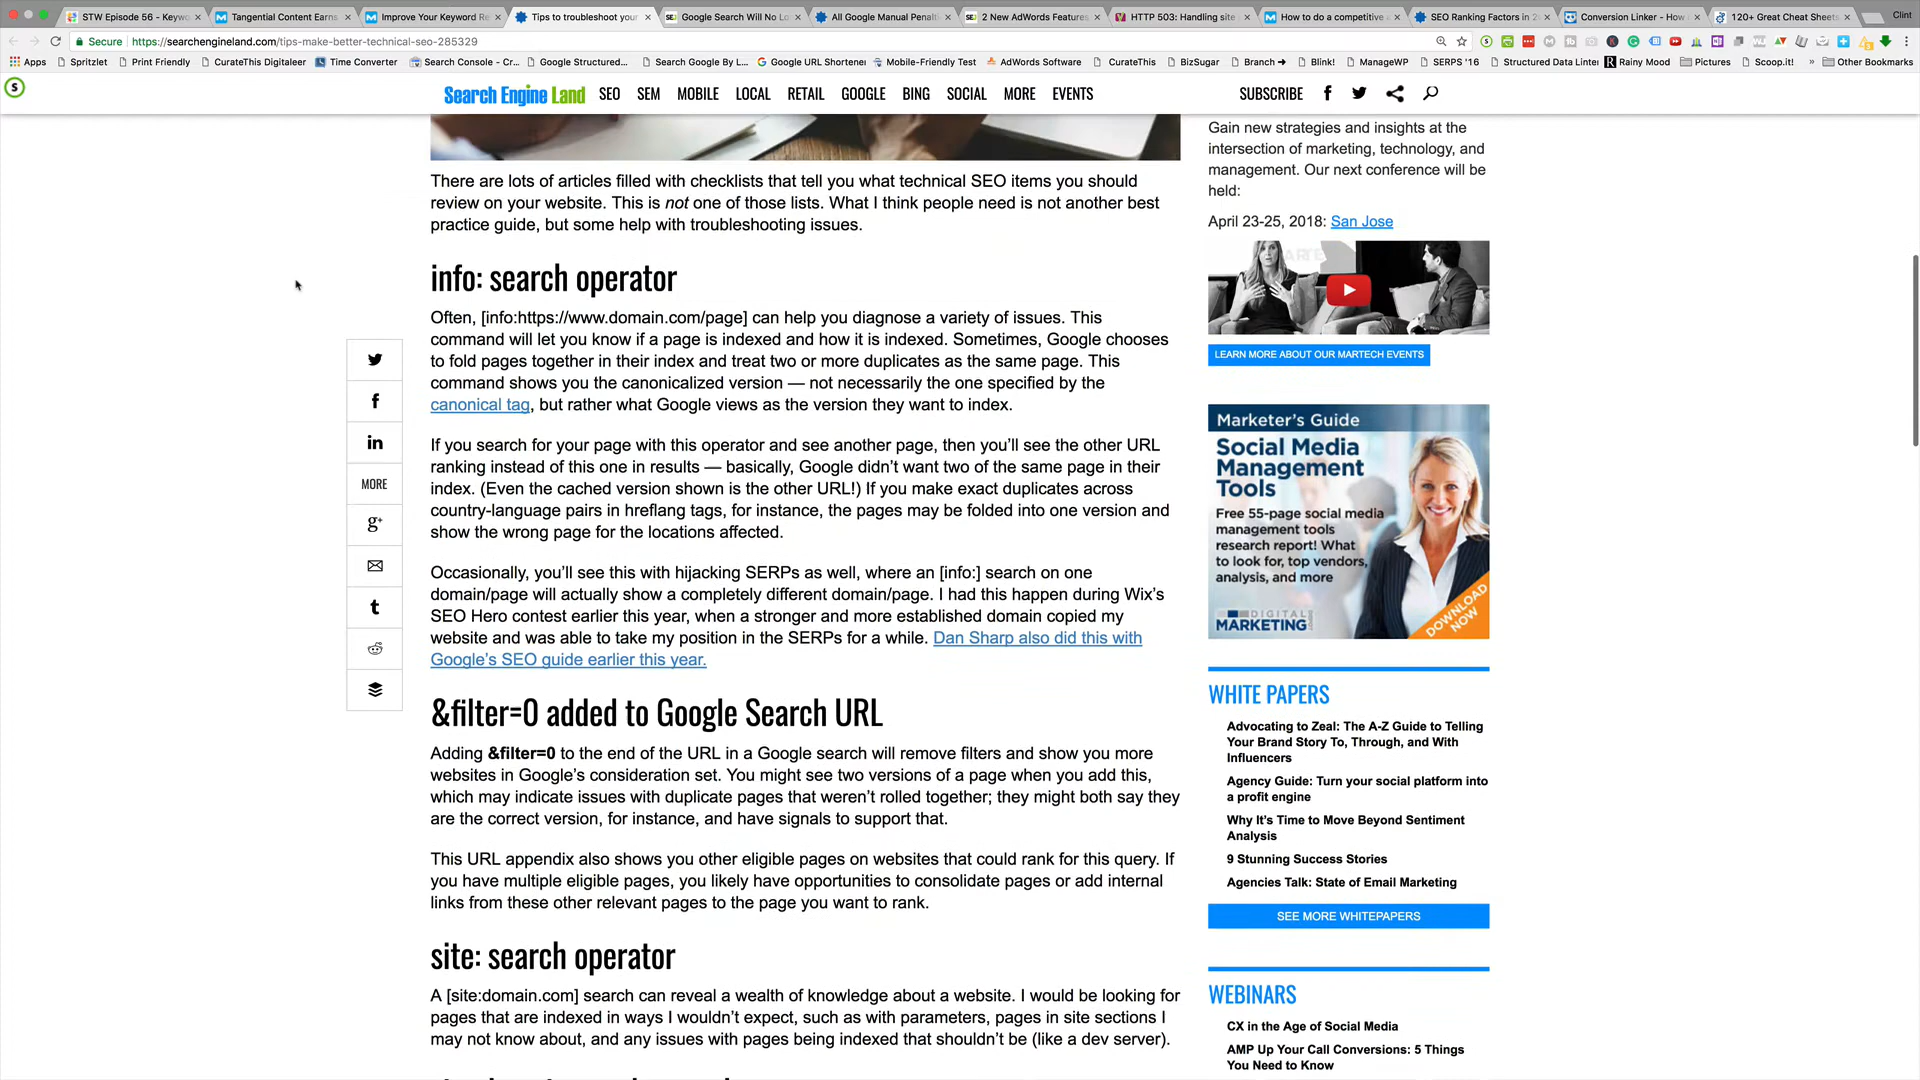 STW Episode 56 - Keyw
Tangential Content Earns
Improve Your Keyword Re
Tips to troubleshoot your
Google Search Will No Lo
All Google Manual Penalt
2 New AdWords Features
HTTP 503: Handling site
How to do a competitive
SEO Ranking Factors in 2
Conversion Linker - How
120+ Great Cheat Sheets
Clint
Secure
https://searchengineland.com/tips-make-better-technical-seo-285329
Apps
Spritzlet
Print Friendly
CurateThis Digitaleer
Time Converter
Search Console - Cr...
Google Structured...
Search Google By L...
Google URL Shortener
Mobile-Friendly Test
AdWords Software
CurateThis
BizSugar
Branch
Blink!
ManageWP
SERPS '16
Structured Data Linter
Rainy Mood
Pictures
Scoop.it!
»
Other Bookmarks
Search Engine Land
SEO
SEM
MOBILE
LOCAL
RETAIL
GOOGLE
BING
SOCIAL
MORE
EVENTS
SUBSCRIBE
There are lots of articles filled with checklists that tell you what technical SEO items you should
review on your website. This is not one of those lists. What I think people need is not another best
practice guide, but some help with troubleshooting issues.
info: search operator
Often, [info:https://www.domain.com/page] can help you diagnose a variety of issues. This
command will let you know if a page is indexed and how it is indexed. Sometimes, Google chooses
to fold pages together in their index and treat two or more duplicates as the same page. This
command shows you the canonicalized version — not necessarily the one specified by the
canonical tag, but rather what Google views as the version they want to index.
If you search for your page with this operator and see another page, then you'll see the other URL
ranking instead of this one in results — basically, Google didn't want two of the same page in their
index. (Even the cached version shown is the other URL!) If you make exact duplicates across
country-language pairs in hreflang tags, for instance, the pages may be folded into one version and
show the wrong page for the locations affected.
Occasionally, you'll see this with hijacking SERPs as well, where an [info:] search on one
domain/page will actually show a completely different domain/page. I had this happen during Wix's
SEO Hero contest earlier this year, when a stronger and more established domain copied my
website and was able to take my position in the SERPs for a while. Dan Sharp also did this with
Google's SEO guide earlier this year.
&filter=0 added to Google Search URL
Adding &filter=0 to the end of the URL in a Google search will remove filters and show you more
websites in Google's consideration set. You might see two versions of a page when you add this,
which may indicate issues with duplicate pages that weren't rolled together; they might both say they
are the correct version, for instance, and have signals to support that.
This URL appendix also shows you other eligible pages on websites that could rank for this query. If
you have multiple eligible pages, you likely have opportunities to consolidate pages or add internal
links from these other relevant pages to the page you want to rank.
site: search operator
A [site:domain.com] search can reveal a wealth of knowledge about a website. I would be looking for
pages that are indexed in ways I wouldn't expect, such as with parameters, pages in site sections I
may not know about, and any issues with pages being indexed that shouldn't be (like a dev server).
MORE
g+
Gain new strategies and insights at the
intersection of marketing, technology, and
management. Our next conference will be
held:
April 23-25, 2018: San Jose
LEARN MORE ABOUT OUR MARTECH EVENTS
Marketer's Guide
Social Media
Management
Tools
Free 55-page social media
management tools
research report! What
to look for, top vendors,
analysis, and more
DIGITAL
MARKETING
DOWNLOAD
NOW
WHITE PAPERS
Advocating to Zeal: The A-Z Guide to Telling
Your Brand Story To, Through, and With
Influencers
Agency Guide: Turn your social platform into
a profit engine
Why It's Time to Move Beyond Sentiment
Analysis
9 Stunning Success Stories
Agencies Talk: State of Email Marketing
SEE MORE WHITEPAPERS
WEBINARS
CX in the Age of Social Media
AMP Up Your Call Conversions: 5 Things
You Need to Know